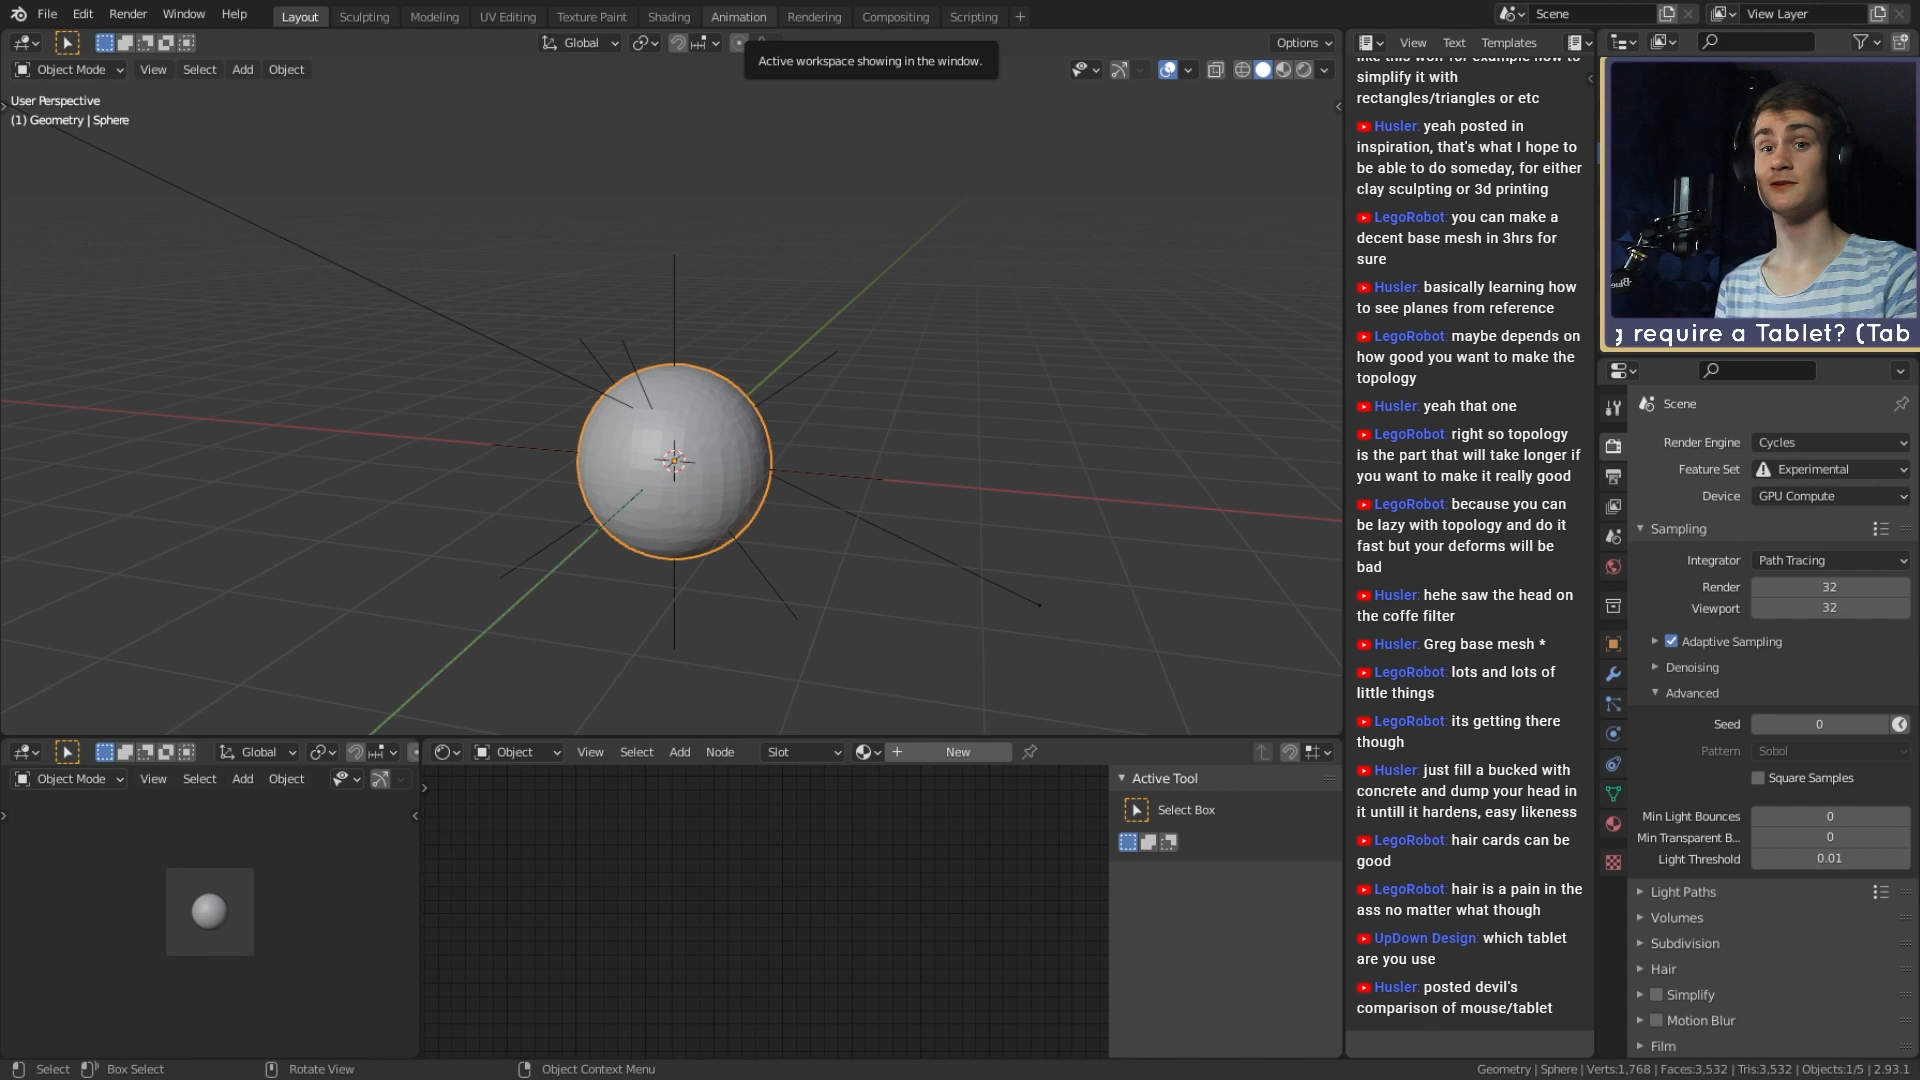 File Edit Render Window Help Layout Sculpting Modeling UV Editing Texture Paint Shading Animation Rendering Compositing Scripting + Scene View Layer
Global Options View Text Templates
Active workspace showing in the window.
Object Mode View Select Add Object
User Perspective
(1) Geometry | Sphere
simplify it with
rectangles/triangles or etc
Husler: yeah posted in
inspiration, that's what I hope to
be able to do someday, for either
clay sculpting or 3d printing
LegoRobot: you can make a
decent base mesh in 3hrs for
sure
Husler: basically learning how
to see planes from reference
LegoRobot: maybe depends on
how good you want to make the
topology
Husler: yeah that one
LegoRobot: right so topology
is the part that will take longer if
you want to make it really good
LegoRobot: because you can
be lazy with topology and do it
fast but your deforms will be
bad
Husler: hehe saw the head on
the coffe filter
Husler: Greg base mesh *
LegoRobot: lots and lots of
little things
LegoRobot: its getting there
though
Husler: just fill a bucked with
concrete and dump your head in
it untill it hardens, easy likeness
LegoRobot: hair cards can be
good
LegoRobot: hair is a pain in the
ass no matter what though
UpDown Design: which tablet
are you use
Husler: posted devil's
comparison of mouse/tablet
require a Tablet? (Tab
Scene
Render Engine Cycles
Feature Set Experimental
Device GPU Compute
Sampling
Integrator Path Tracing
Render 32
Viewport 32
Adaptive Sampling
Denoising
Advanced
Seed 0
Pattern Sobol
Square Samples
Min Light Bounces 0
Min Transparent B... 0
Light Threshold 0.01
Light Paths
Volumes
Subdivision
Hair
Simplify
Motion Blur
Film
Global
Object Mode View Select Add Object
Object View Select Add Node Slot + New
Active Tool
Select Box
Select Box Select Rotate View Object Context Menu
Geometry | Sphere | Verts:1,768 | Faces:3,532 | Tris:3,532 | Objects:1/5 | 2.93.1